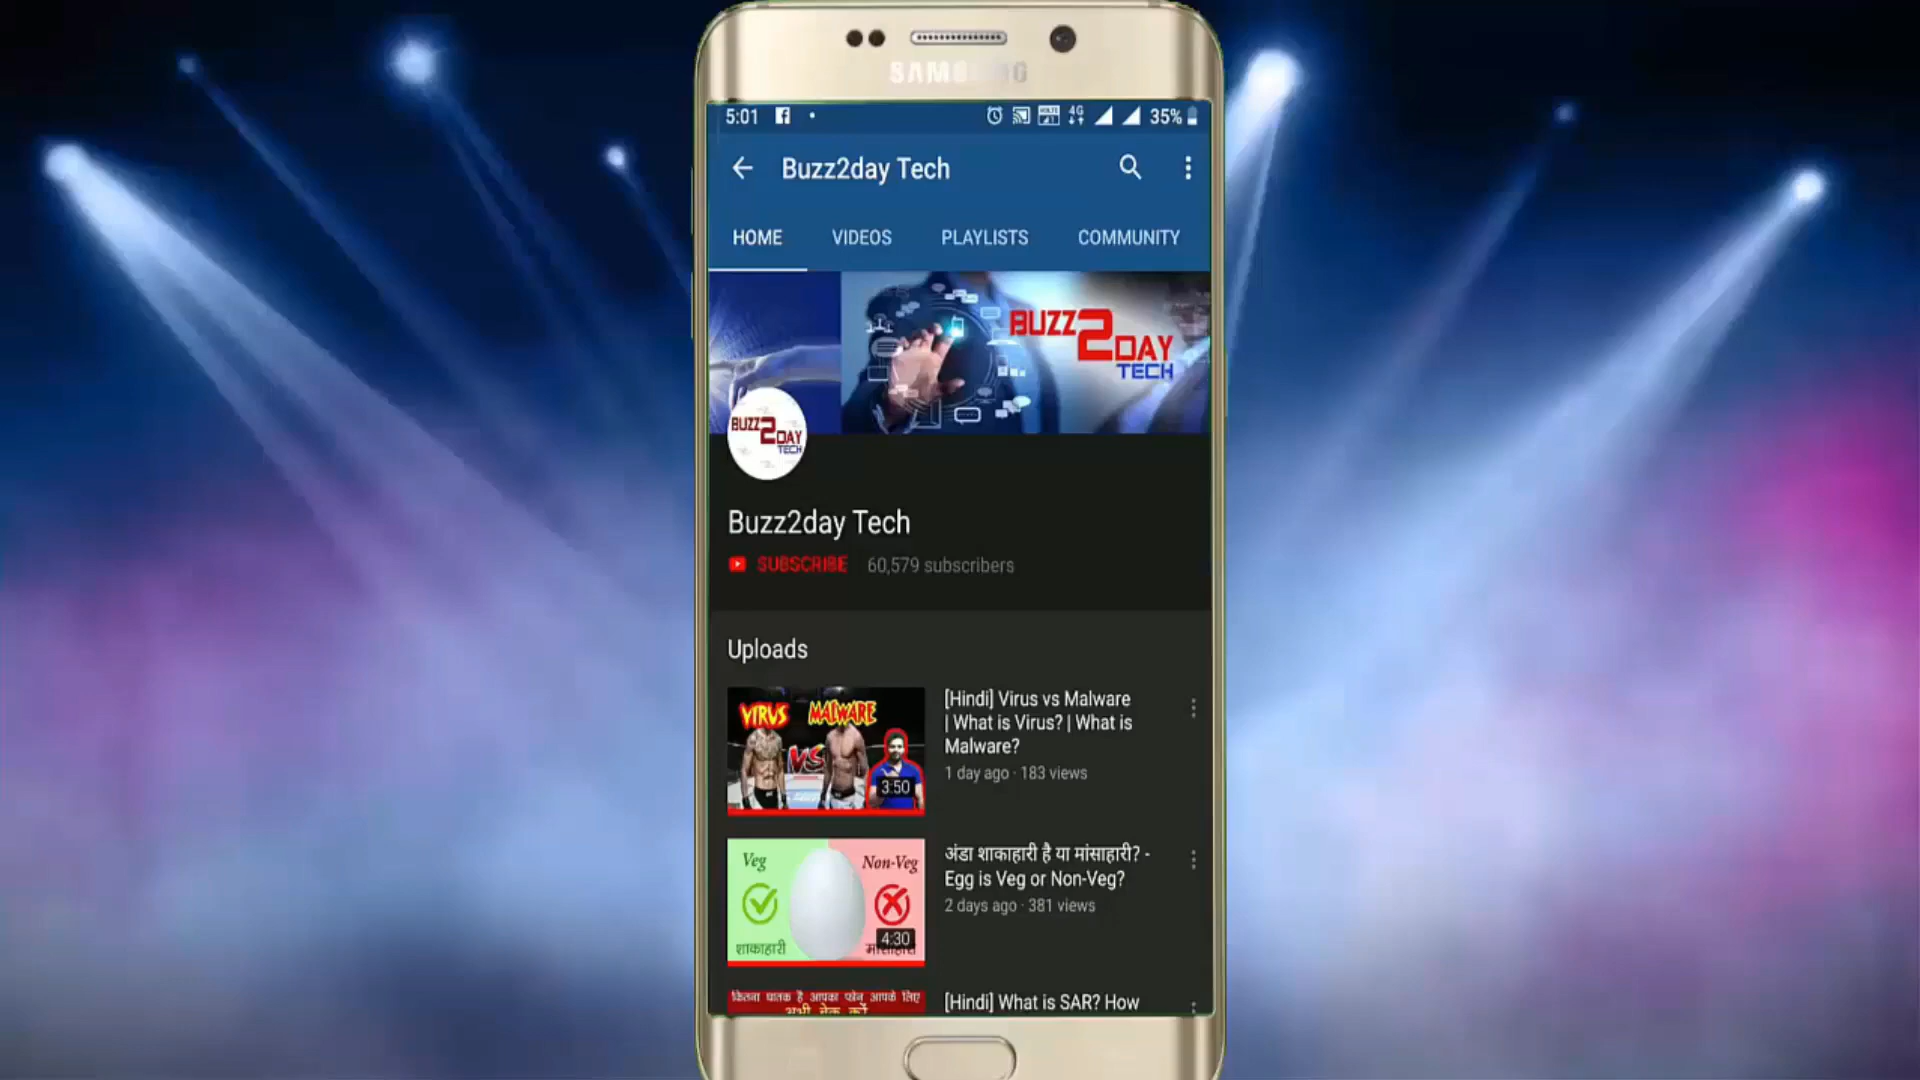 SAMSUNG
5:01
4G
35%
Buzz2day Tech
HOME
VIDEOS
PLAYLISTS
COMMUNITY
BUZZ2DAY
TECH
BUZZ2DAY
TECH
Buzz2day Tech
SUBSCRIBE
60,579 subscribers
Uploads
VIRUS
MALWARE
VS
3:50
[Hindi] Virus vs Malware
| What is Virus? | What is
Malware?
1 day ago · 183 views
Veg
Non-Veg
शाकाहारी
मांसाहारी
4:30
अंडा शाकाहारी है या मांसाहारी? -
Egg is Veg or Non-Veg?
2 days ago · 381 views
कितना घातक है आपका फोन आपके लिए
अभी चेक करें
[Hindi] What is SAR? How